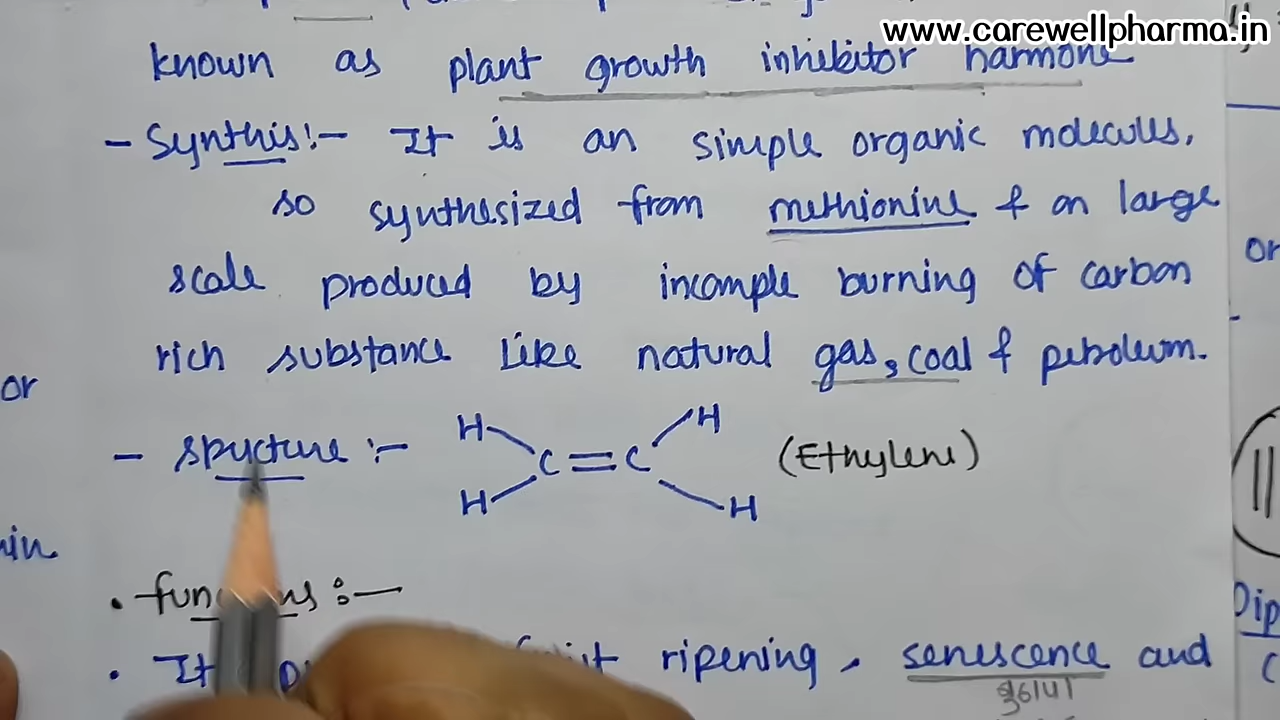 www.carewellpharma.in
known as plant growth inhibitor harmone
- Synthis:- It is an simple organic molecules,
so synthesized from methionine & on large
scale produced by incomple burning of carbon
rich substance like natural gas, coal & petroleum.
or
- structure :- H H
C = C (Ethylene)
H H
min.
• functions :-
• It fruit ripening, senescence and
बुढ़ापा
or
Dip
C